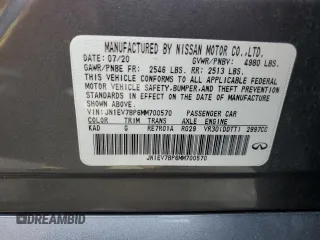 MANUFACTURED BY NISSAN MOTOR CO., LTD.
DATE: 07/20 GVWR/PNBV: 4980 LBS.
GAWR/PNBE FR: 2546 LBS. RR: 2513 LBS.
THIS VEHICLE CONFORMS TO ALL APPLICABLE FEDERAL
MOTOR VEHICLE SAFETY, BUMPER, AND THEFT
PREVENTION STANDARDS IN EFFECT ON THE DATE OF
MANUFACTURE SHOWN ABOVE.
VIN: JN1EV7BP6MM700570 PASSENGER CAR
COLOR TRIM TRANS AXLE ENGINE
KAD G RE7R01A RG29 VR30(DDTT) 2997CC
JN1EV7BP6MM700570